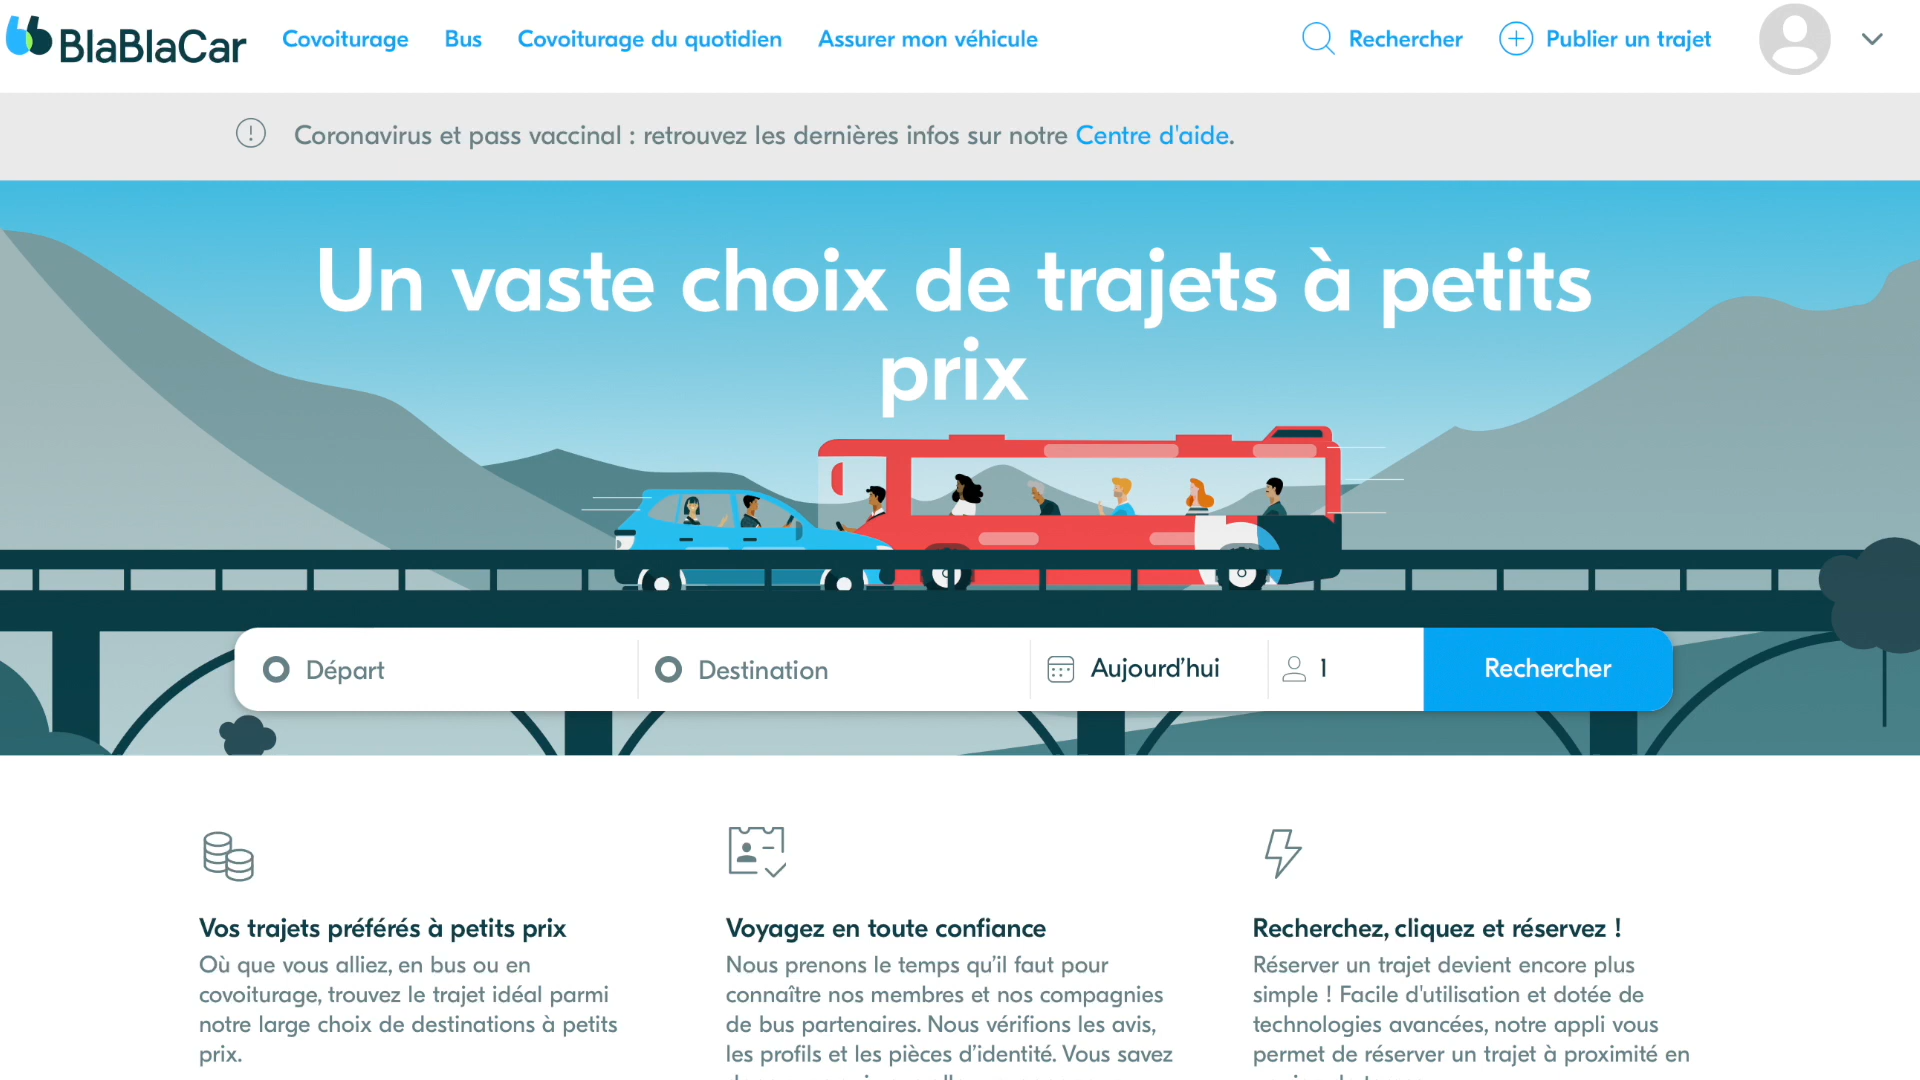 BlaBlaCar Covoiturage Bus Covoiturage du quotidien Assurer mon véhicule Rechercher Publier un trajet
Coronavirus et pass vaccinal : retrouvez les dernières infos sur notre Centre d'aide.
Un vaste choix de trajets à petits
prix
Départ Destination Aujourd’hui 1 Rechercher
Vos trajets préférés à petits prix
Où que vous alliez, en bus ou en
covoiturage, trouvez le trajet idéal parmi
notre large choix de destinations à petits
prix.
Voyagez en toute confiance
Nous prenons le temps qu’il faut pour
connaître nos membres et nos compagnies
de bus partenaires. Nous vérifions les avis,
les profils et les pièces d’identité. Vous savez
Recherchez, cliquez et réservez !
Réserver un trajet devient encore plus
simple ! Facile d'utilisation et dotée de
technologies avancées, notre appli vous
permet de réserver un trajet à proximité en